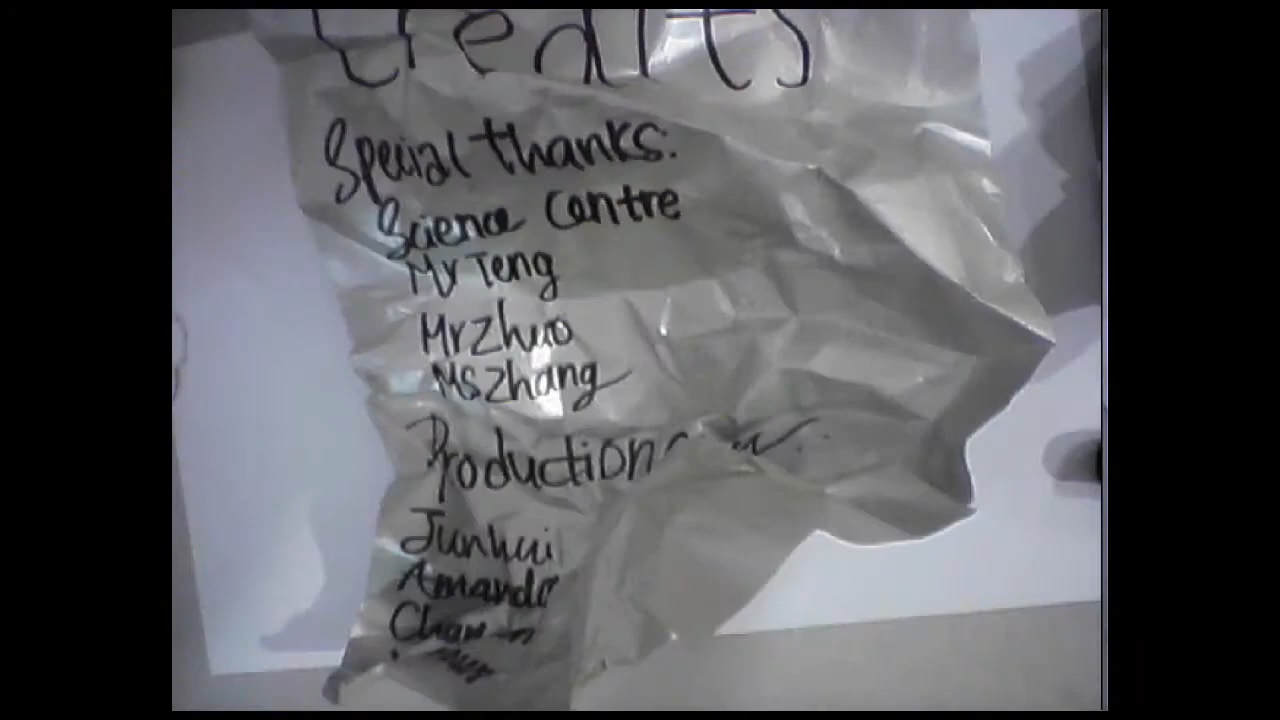 Credits
Special thanks:
Science Centre
Mr Teng
Mr Zhuo
Ms Zhang
Production
Junhui
Amanda